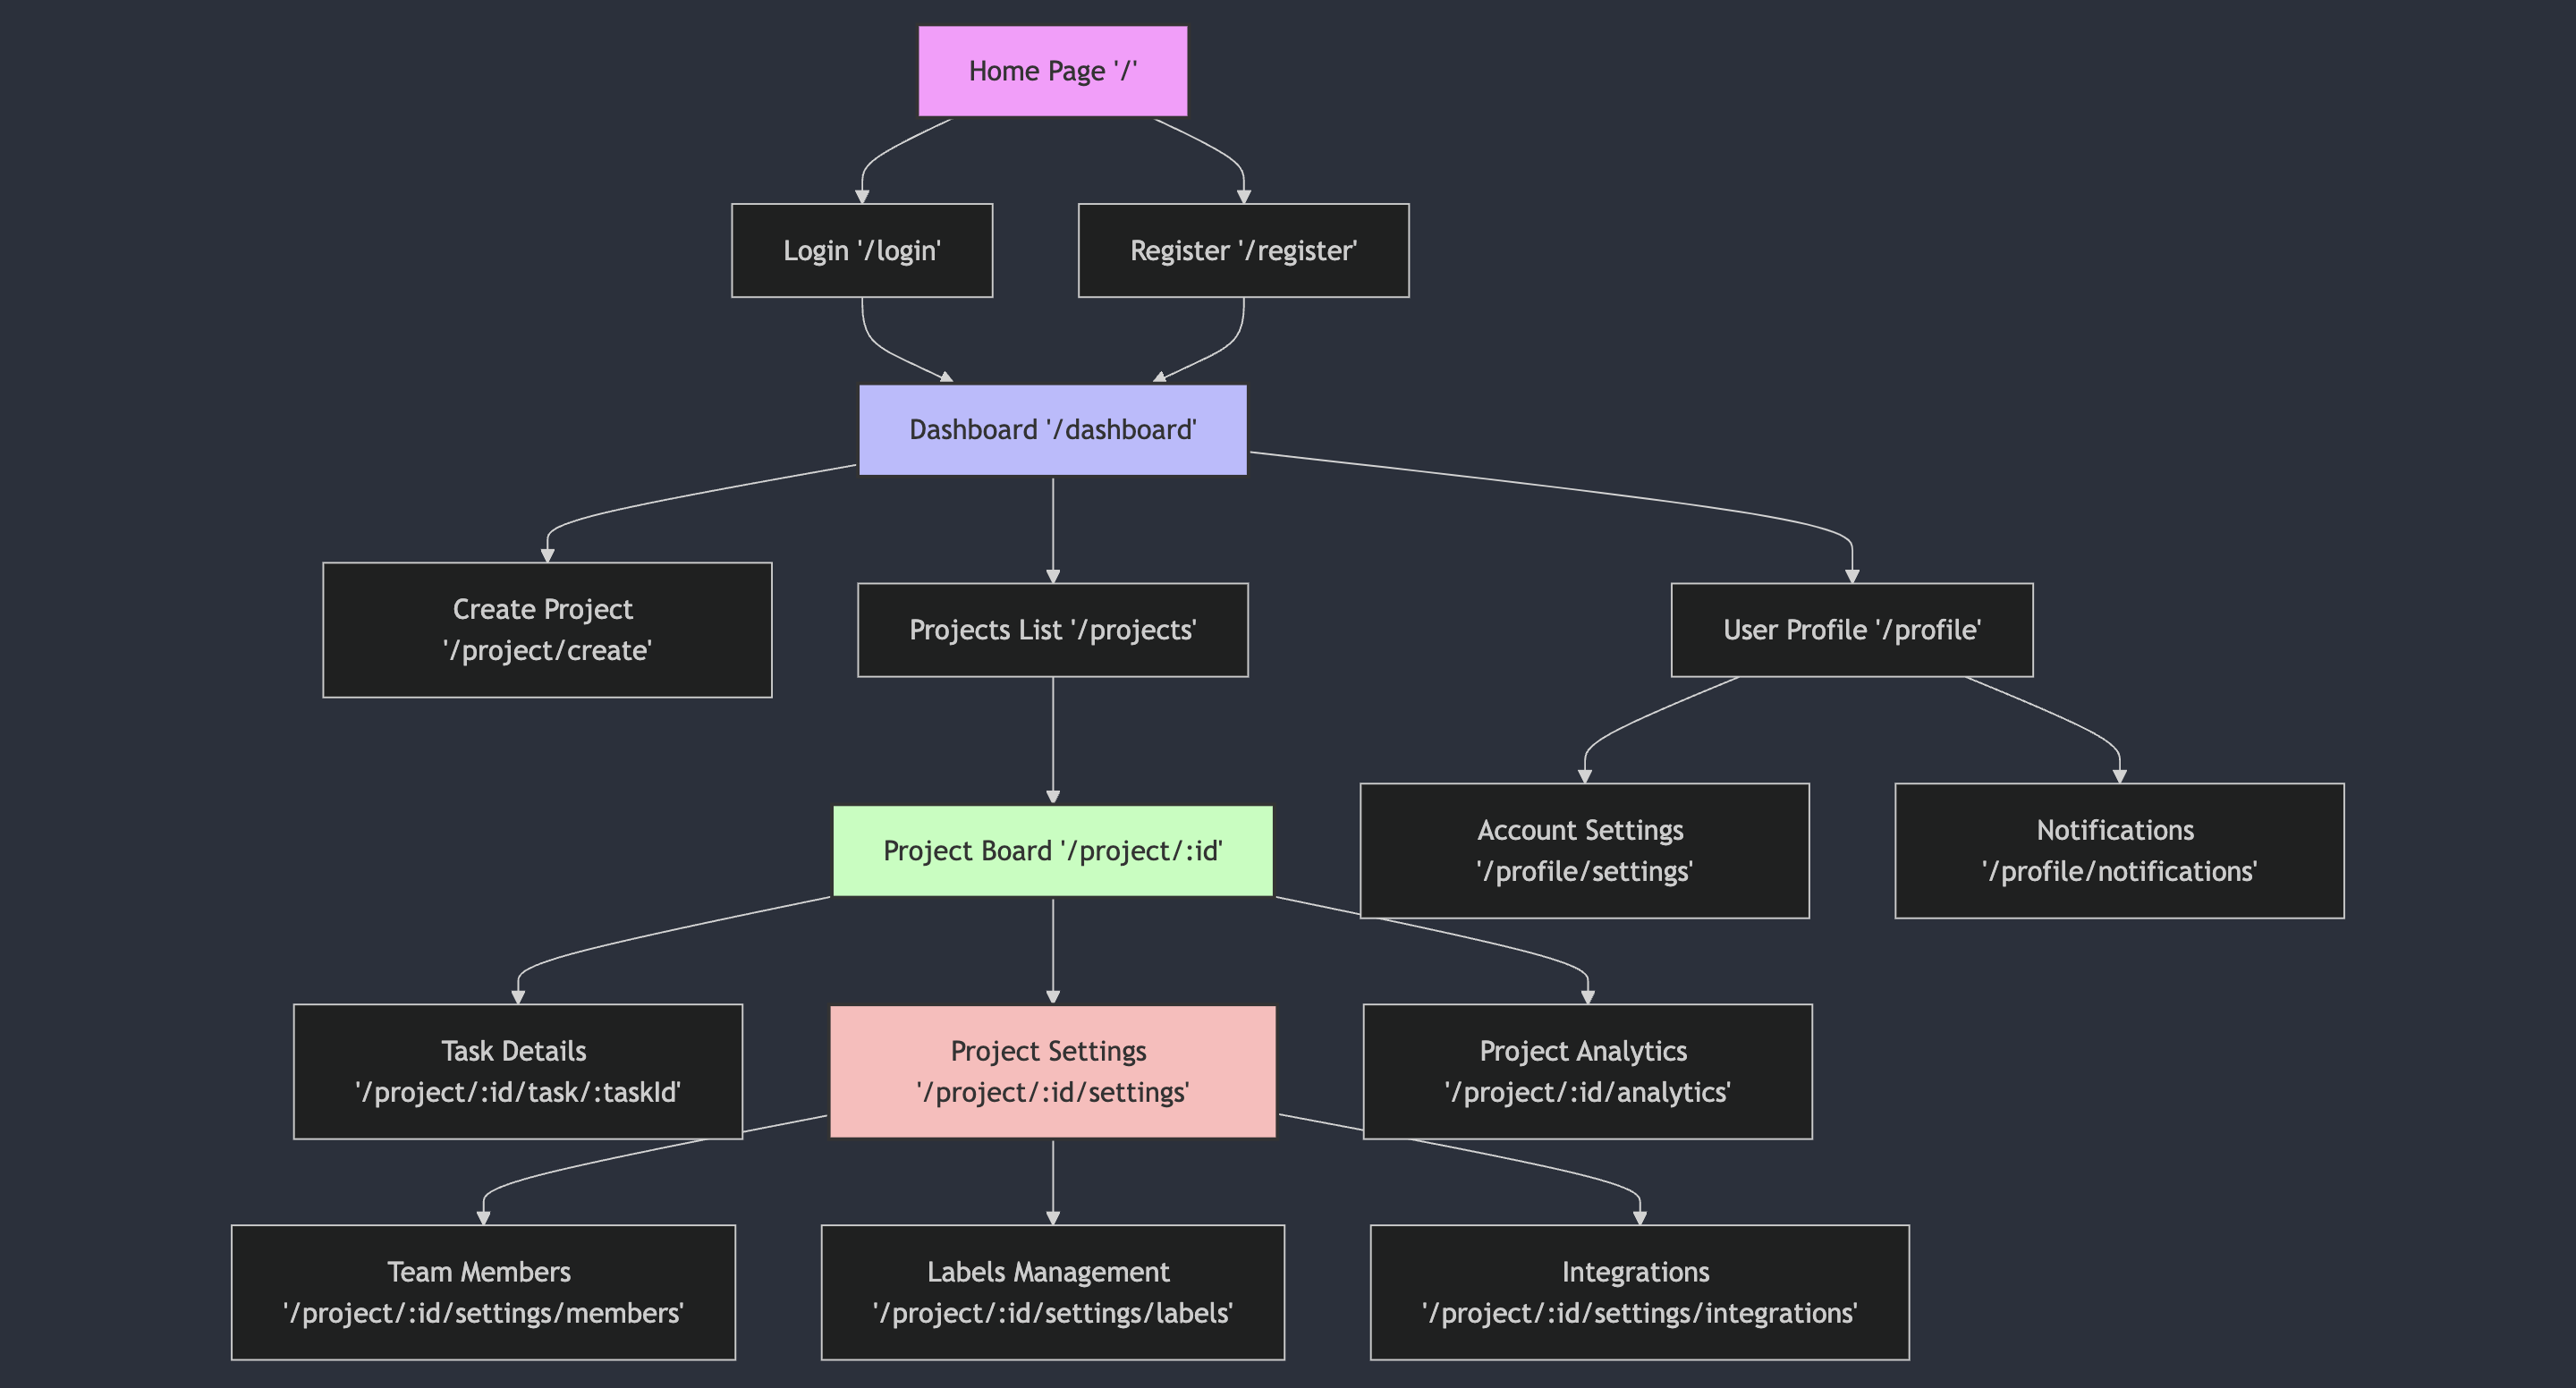 Home Page '/'
Login '/login'
Register '/register'
Dashboard '/dashboard'
Create Project
'/project/create'
Projects List '/projects'
User Profile '/profile'
Project Board '/project/:id'
Account Settings
'/profile/settings'
Notifications
'/profile/notifications'
Task Details
'/project/:id/task/:taskId'
Project Settings
'/project/:id/settings'
Project Analytics
'/project/:id/analytics'
Team Members
'/project/:id/settings/members'
Labels Management
'/project/:id/settings/labels'
Integrations
'/project/:id/settings/integrations'